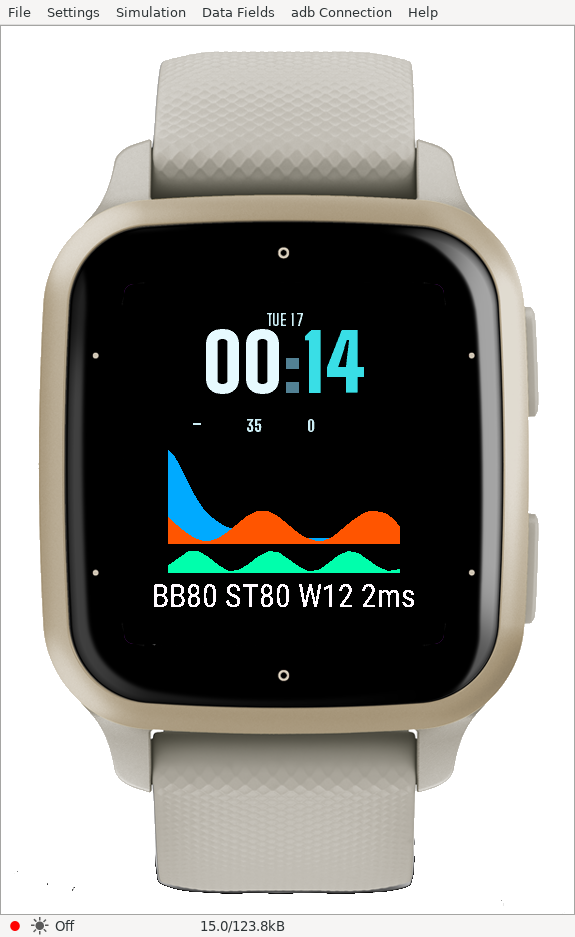 File Settings Simulation Data Fields adb Connection Help
TUE 17
00:14
– 35 0
BB80 ST80 W12 2ms
Off 15.0/123.8kB